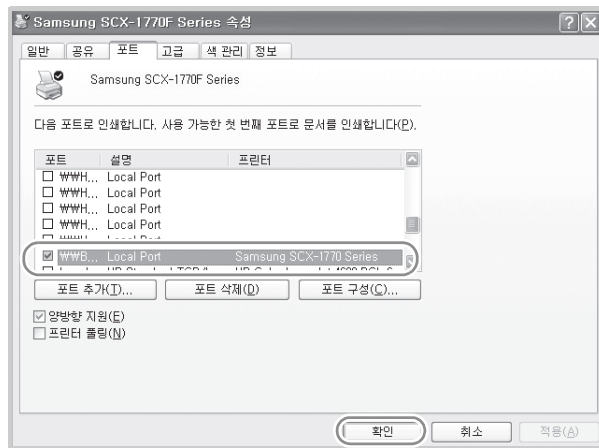 Samsung SCX-1770F Series 속성
일반 공유 포트 고급 색 관리 정보
Samsung SCX-1770F Series
다음 포트로 인쇄합니다. 사용 가능한 첫 번째 포트로 문서를 인쇄합니다(P).
포트 설명 프린터
₩₩H... Local Port
₩₩H... Local Port
₩₩H... Local Port
₩₩B... Local Port Samsung SCX-1770 Series
포트 추가(T)... 포트 삭제(D) 포트 구성(C)...
양방향 지원(E)
프린터 풀링(N)
확인 취소 적용(A)